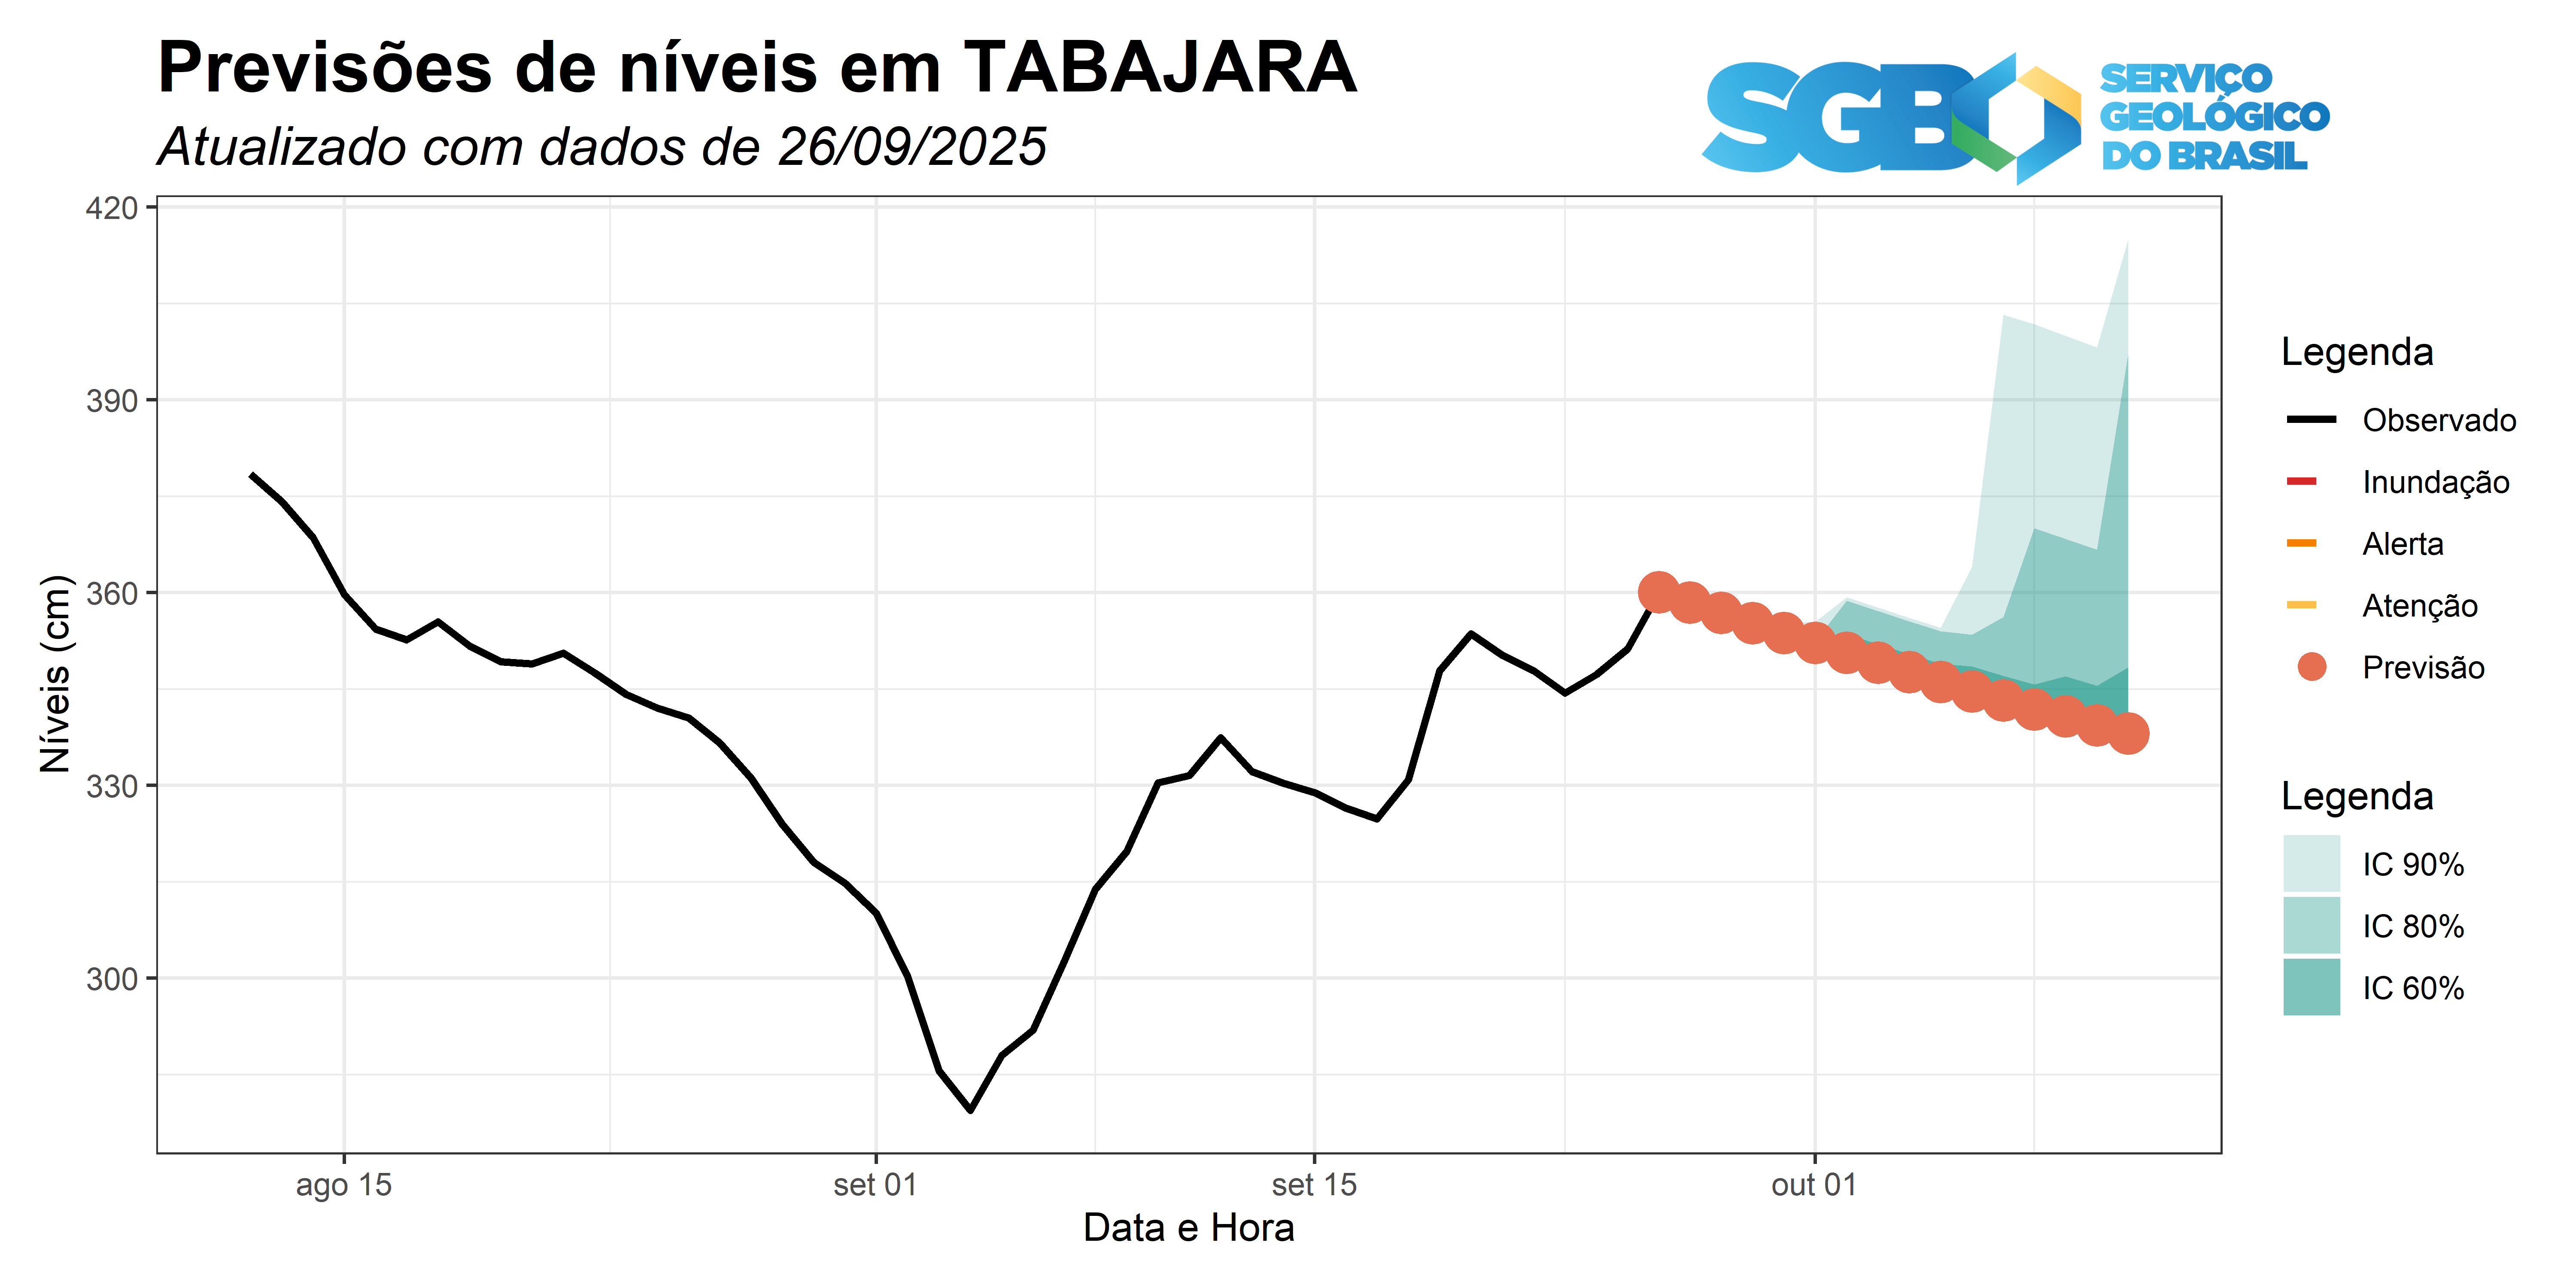 Previsões de níveis em TABAJARA
Atualizado com dados de 26/09/2025
SGB
SERVIÇO
GEOLÓGICO
DO BRASIL
420
390
360
330
300
Níveis (cm)
ago 15
set 01
set 15
out 01
Data e Hora
Legenda
Observado
Inundação
Alerta
Atenção
Previsão
Legenda
IC 90%
IC 80%
IC 60%